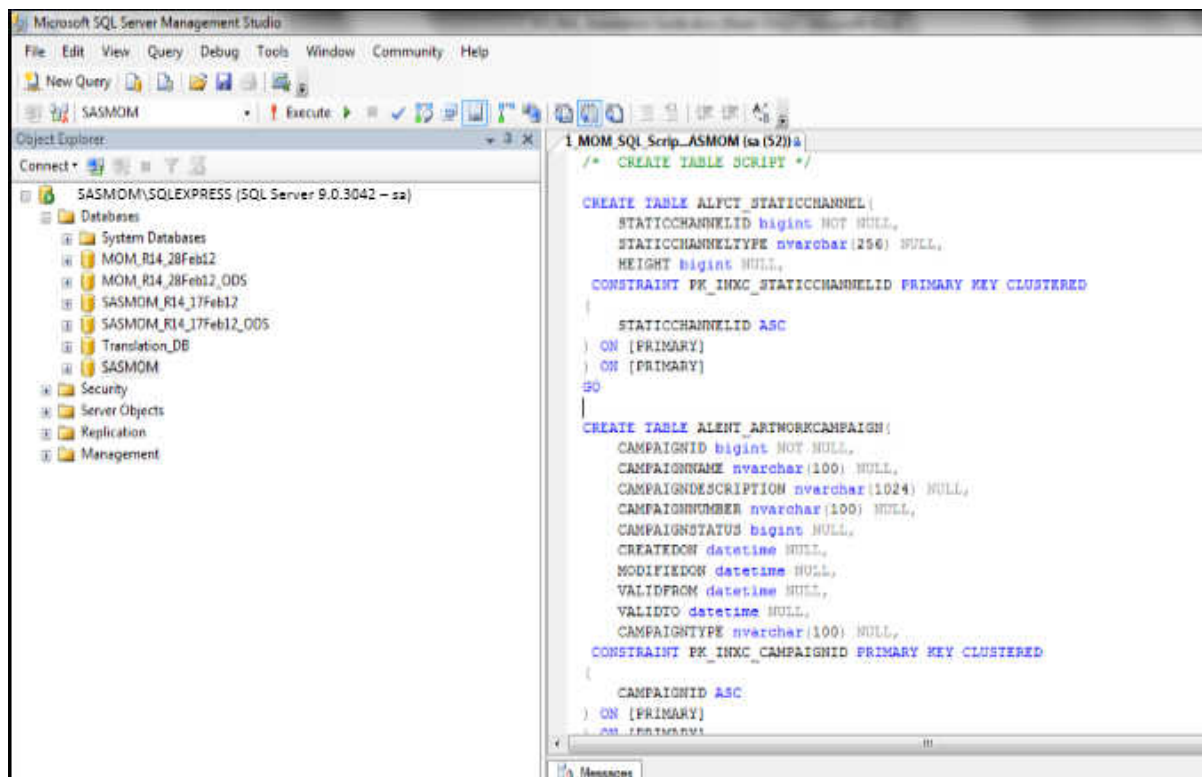 Microsoft SQL Server Management Studio
File Edit View Query Debug Tools Window Community Help
New Query
SASMOM Execute
Object Explorer
Connect
SASMOM\SQLEXPRESS (SQL Server 9.0.3042 – sa)
Databases
System Databases
MOM_R14_28Feb12
MOM_R14_28Feb12_ODS
SASMOM_R14_17Feb12
SASMOM_R14_17Feb12_ODS
Translation_DB
SASMOM
Security
Server Objects
Replication
Management
1_MOM_SQL_Scrip...ASMOM (sa (52))
/* CREATE TABLE SCRIPT */
CREATE TABLE ALFCT_STATICCHANNEL(
STATICCHANNELID bigint NOT NULL,
STATICCHANNELTYPE nvarchar(256) NULL,
HEIGHT bigint NULL,
CONSTRAINT PK_INXC_STATICCHANNELID PRIMARY KEY CLUSTERED
(
STATICCHANNELID ASC
) ON [PRIMARY]
) ON [PRIMARY]
GO
CREATE TABLE ALENT_ARTWORKCAMPAIGN(
CAMPAIGNID bigint NOT NULL,
CAMPAIGNNAME nvarchar(100) NULL,
CAMPAIGNDESCRIPTION nvarchar(1024) NULL,
CAMPAIGNNUMBER nvarchar(100) NULL,
CAMPAIGNSTATUS bigint NULL,
CREATEDON datetime NULL,
MODIFIEDON datetime NULL,
VALIDFROM datetime NULL,
VALIDTO datetime NULL,
CAMPAIGNTYPE nvarchar(100) NULL,
CONSTRAINT PK_INXC_CAMPAIGNID PRIMARY KEY CLUSTERED
(
CAMPAIGNID ASC
) ON [PRIMARY]
) ON [PRIMARY]
Messages